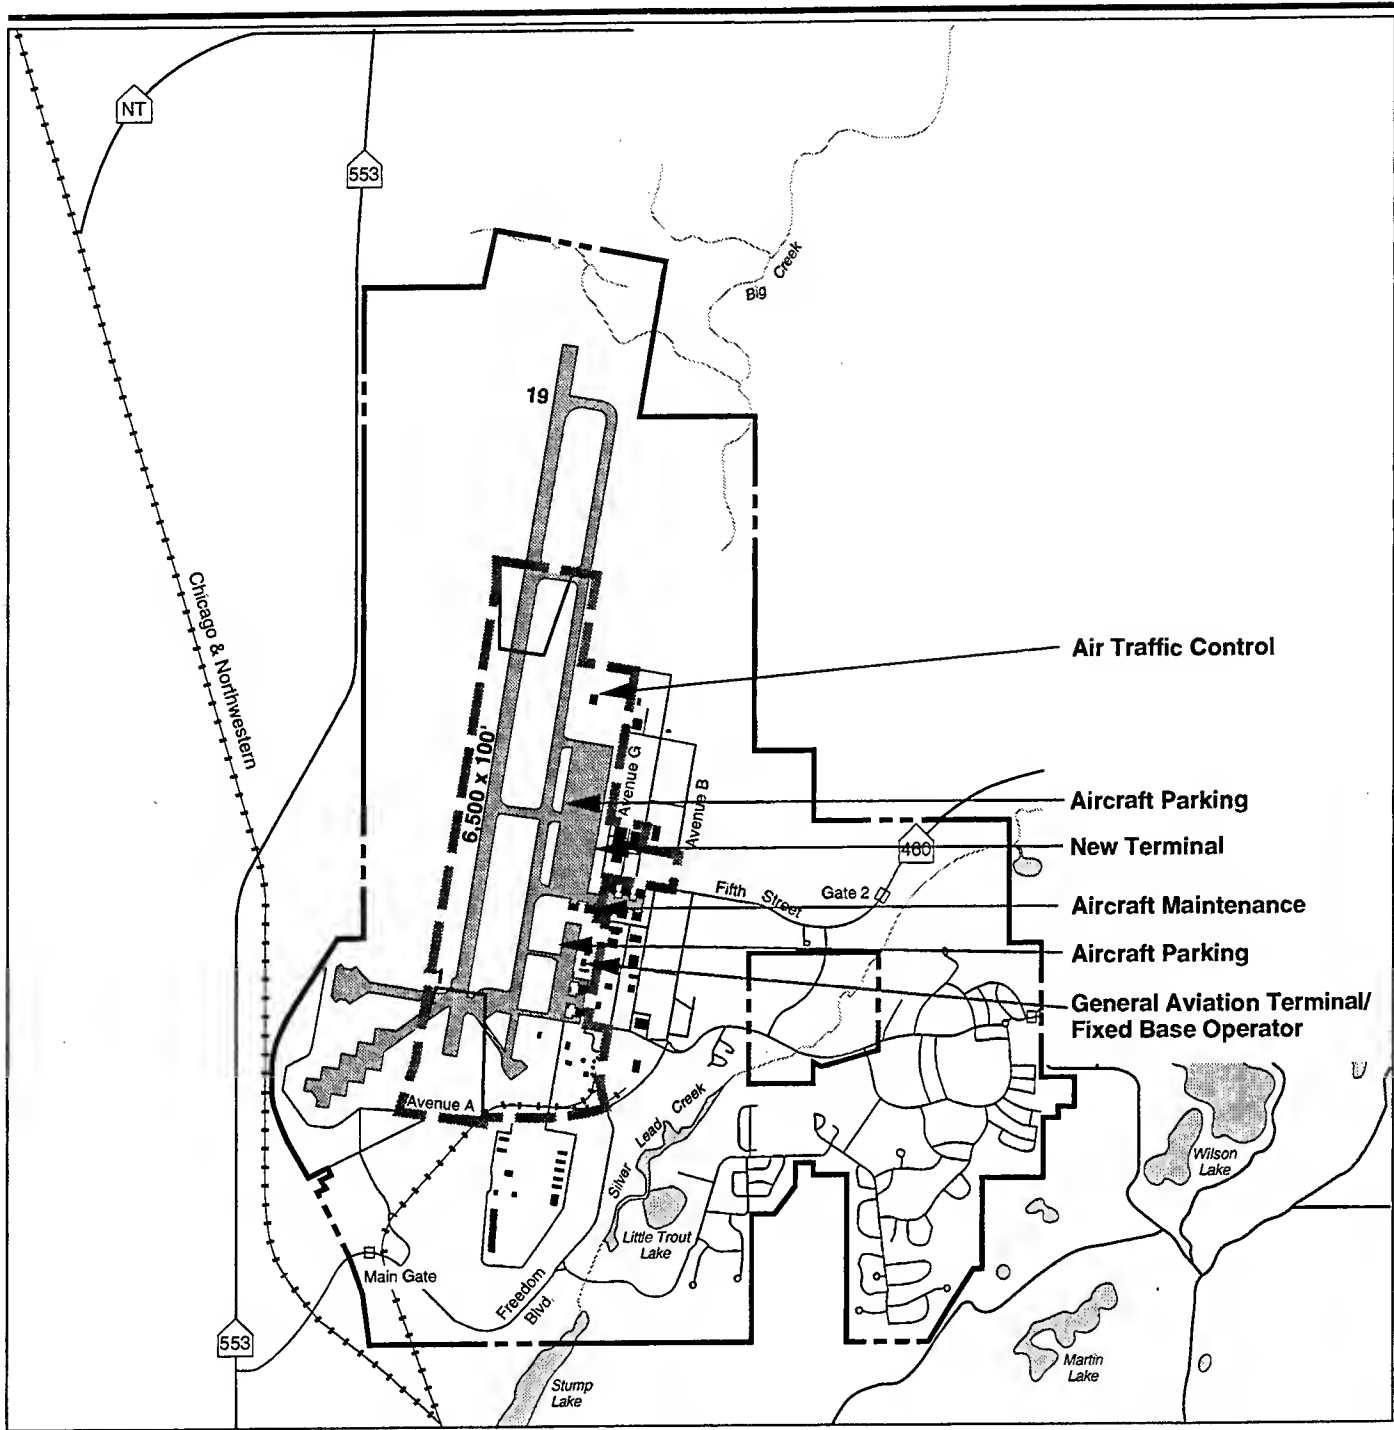 NT
553
Big Creek
19
Chicago & Northwestern
Air Traffic Control
6,500 x 100'
Avenue G
Avenue B
Aircraft Parking
460
New Terminal
Fifth Street
Gate 2
Aircraft Maintenance
Aircraft Parking
General Aviation Terminal/
Fixed Base Operator
Avenue A
Silver Lead Creek
Wilson
Lake
Little Trout
Lake
Main Gate
Freedom
Blvd.
553
Martin
Lake
Stump
Lake